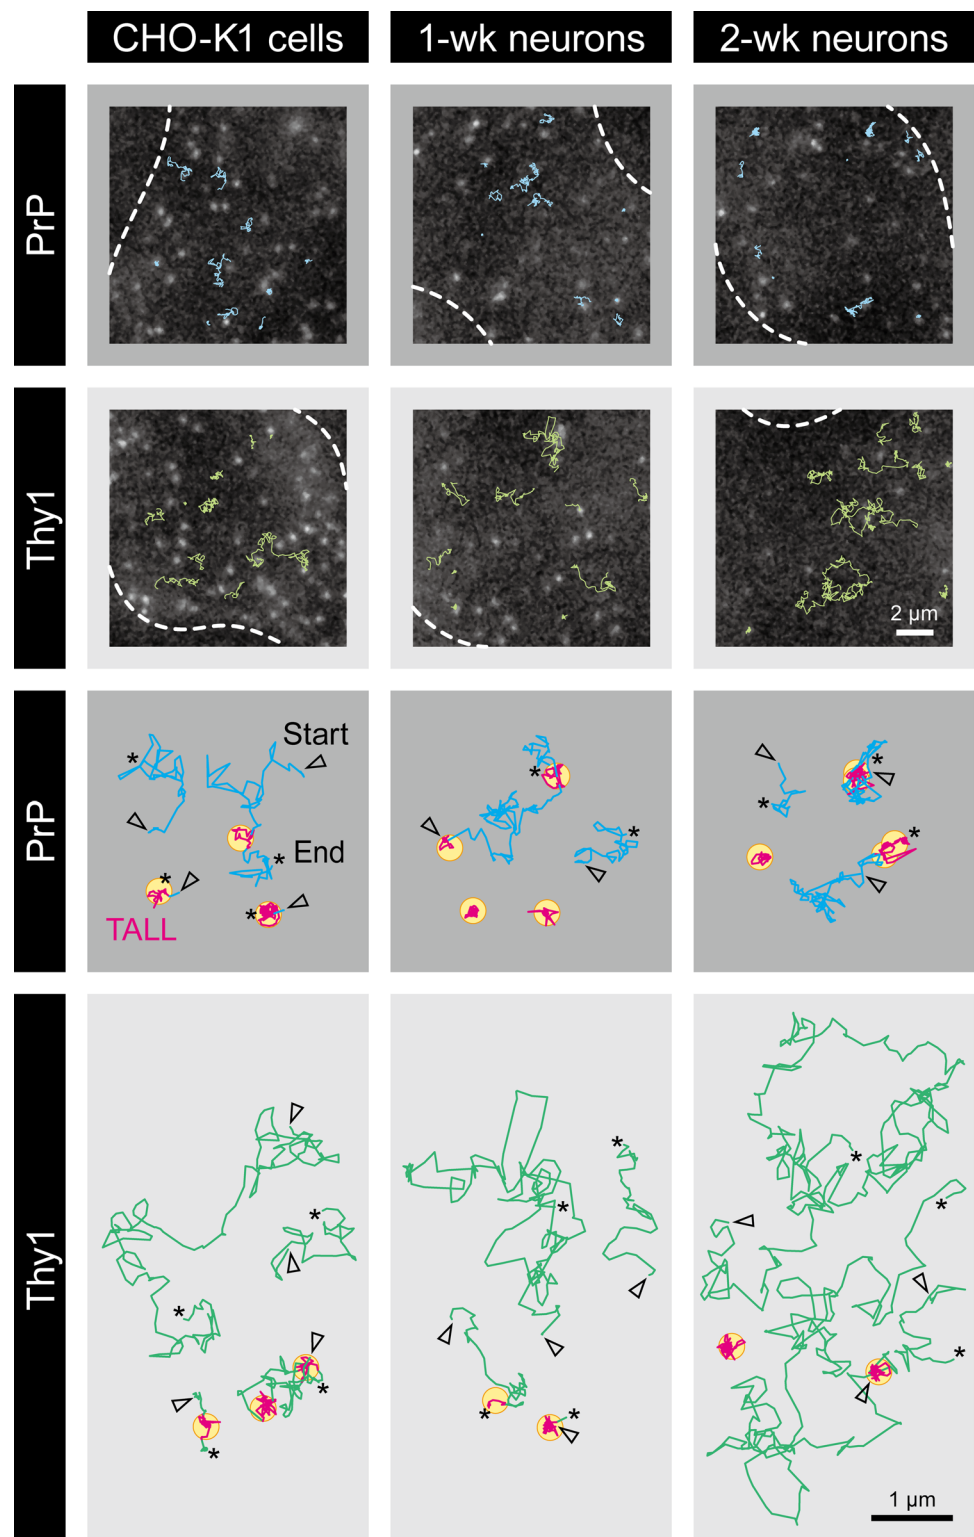 CHO-K1 cells
1-wk neurons
2-wk neurons
PrP
Thy1
2 µm
PrP
Start
*
End
*
*
*
TALL
*
*
*
*
*
Thy1
*
*
*
*
*
*
*
*
*
*
*
1 µm